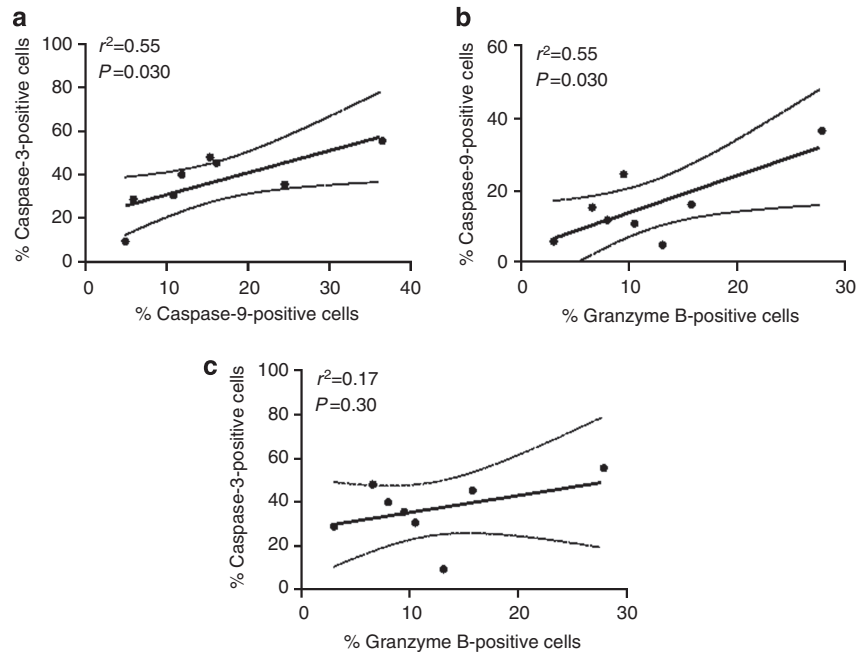 a
r²=0.55
P=0.030
% Caspase-3-positive cells
100
80
60
40
20
0
0 10 20 30 40
% Caspase-9-positive cells
b
r²=0.55
P=0.030
% Caspase-9-positive cells
60
40
20
0
0 10 20 30
% Granzyme B-positive cells
c
r²=0.17
P=0.30
% Caspase-3-positive cells
100
80
60
40
20
0
0 10 20 30
% Granzyme B-positive cells